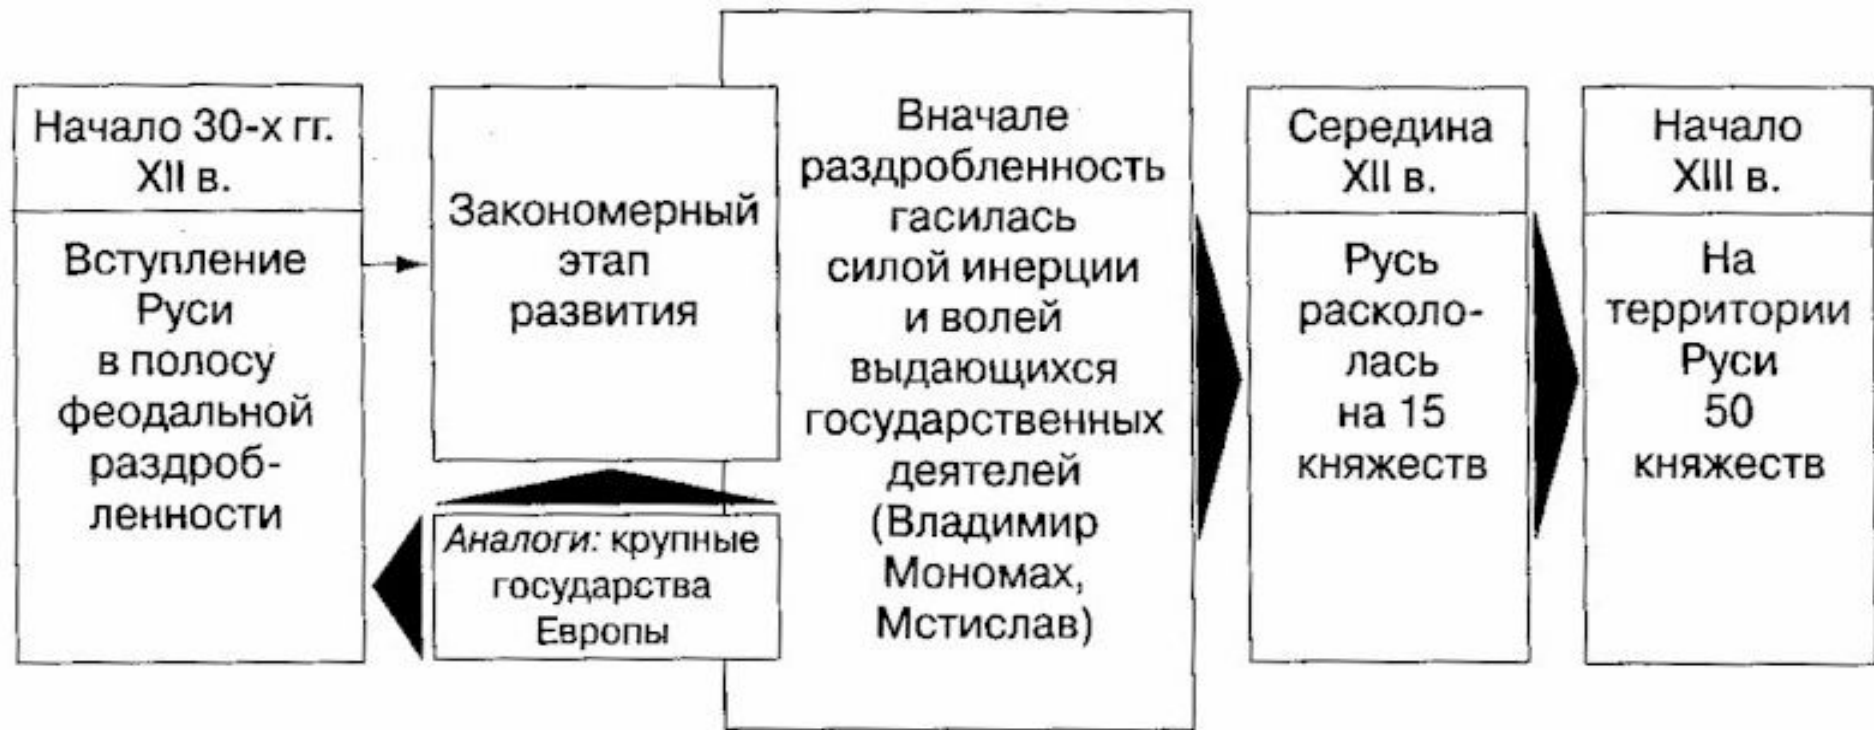 Начало 30-х гг.
XII в.
Вступление
Руси
в полосу
феодальной
раздроб-
ленности
Закономерный
этап
развития
Аналоги: крупные
государства
Европы
Вначале
раздробленность
гасилась
силой инерции
и волей
выдающихся
государственных
деятелей
(Владимир
Мономах,
Мстислав)
Середина
XII в.
Русь
расколо-
лась
на 15
княжеств
Начало
XIII в.
На
территории
Руси
50
княжеств